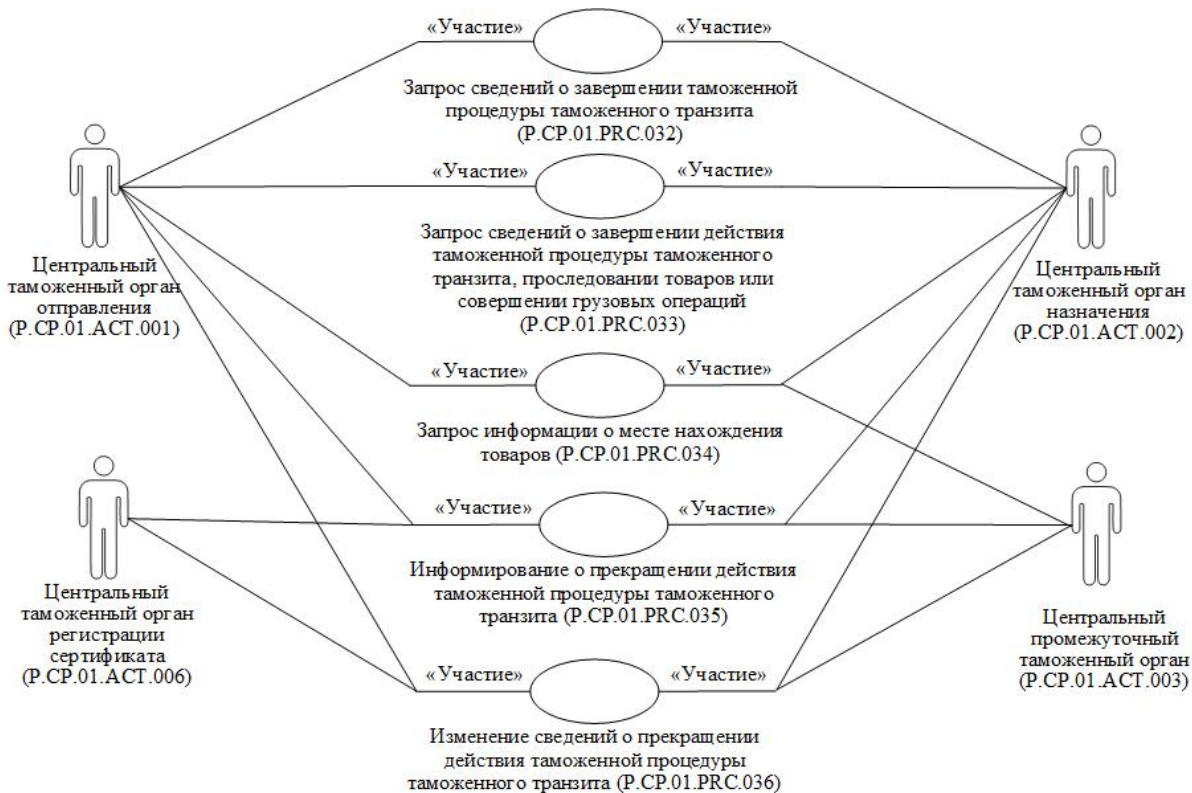 «Участие» «Участие»
Запрос сведений о завершении таможенной
процедуры таможенного транзита
(P.CP.01.PRC.032)
«Участие» «Участие»
Запрос сведений о завершении действия
таможенной процедуры таможенного
транзита, проследовании товаров или
совершении грузовых операций
(P.CP.01.PRC.033)
Центральный
таможенный орган
отправления
(P.CP.01.ACT.001)
Центральный
таможенный орган
назначения
(P.CP.01.ACT.002)
«Участие» «Участие»
Запрос информации о месте нахождения
товаров (P.CP.01.PRC.034)
«Участие» «Участие»
Информирование о прекращении действия
таможенной процедуры таможенного
транзита (P.CP.01.PRC.035)
Центральный
таможенный орган
регистрации
сертификата
(P.CP.01.ACT.006)
Центральный
промежуточный
таможенный орган
(P.CP.01.ACT.003)
«Участие» «Участие»
Изменение сведений о прекращении
действия таможенной процедуры
таможенного транзита (P.CP.01.PRC.036)